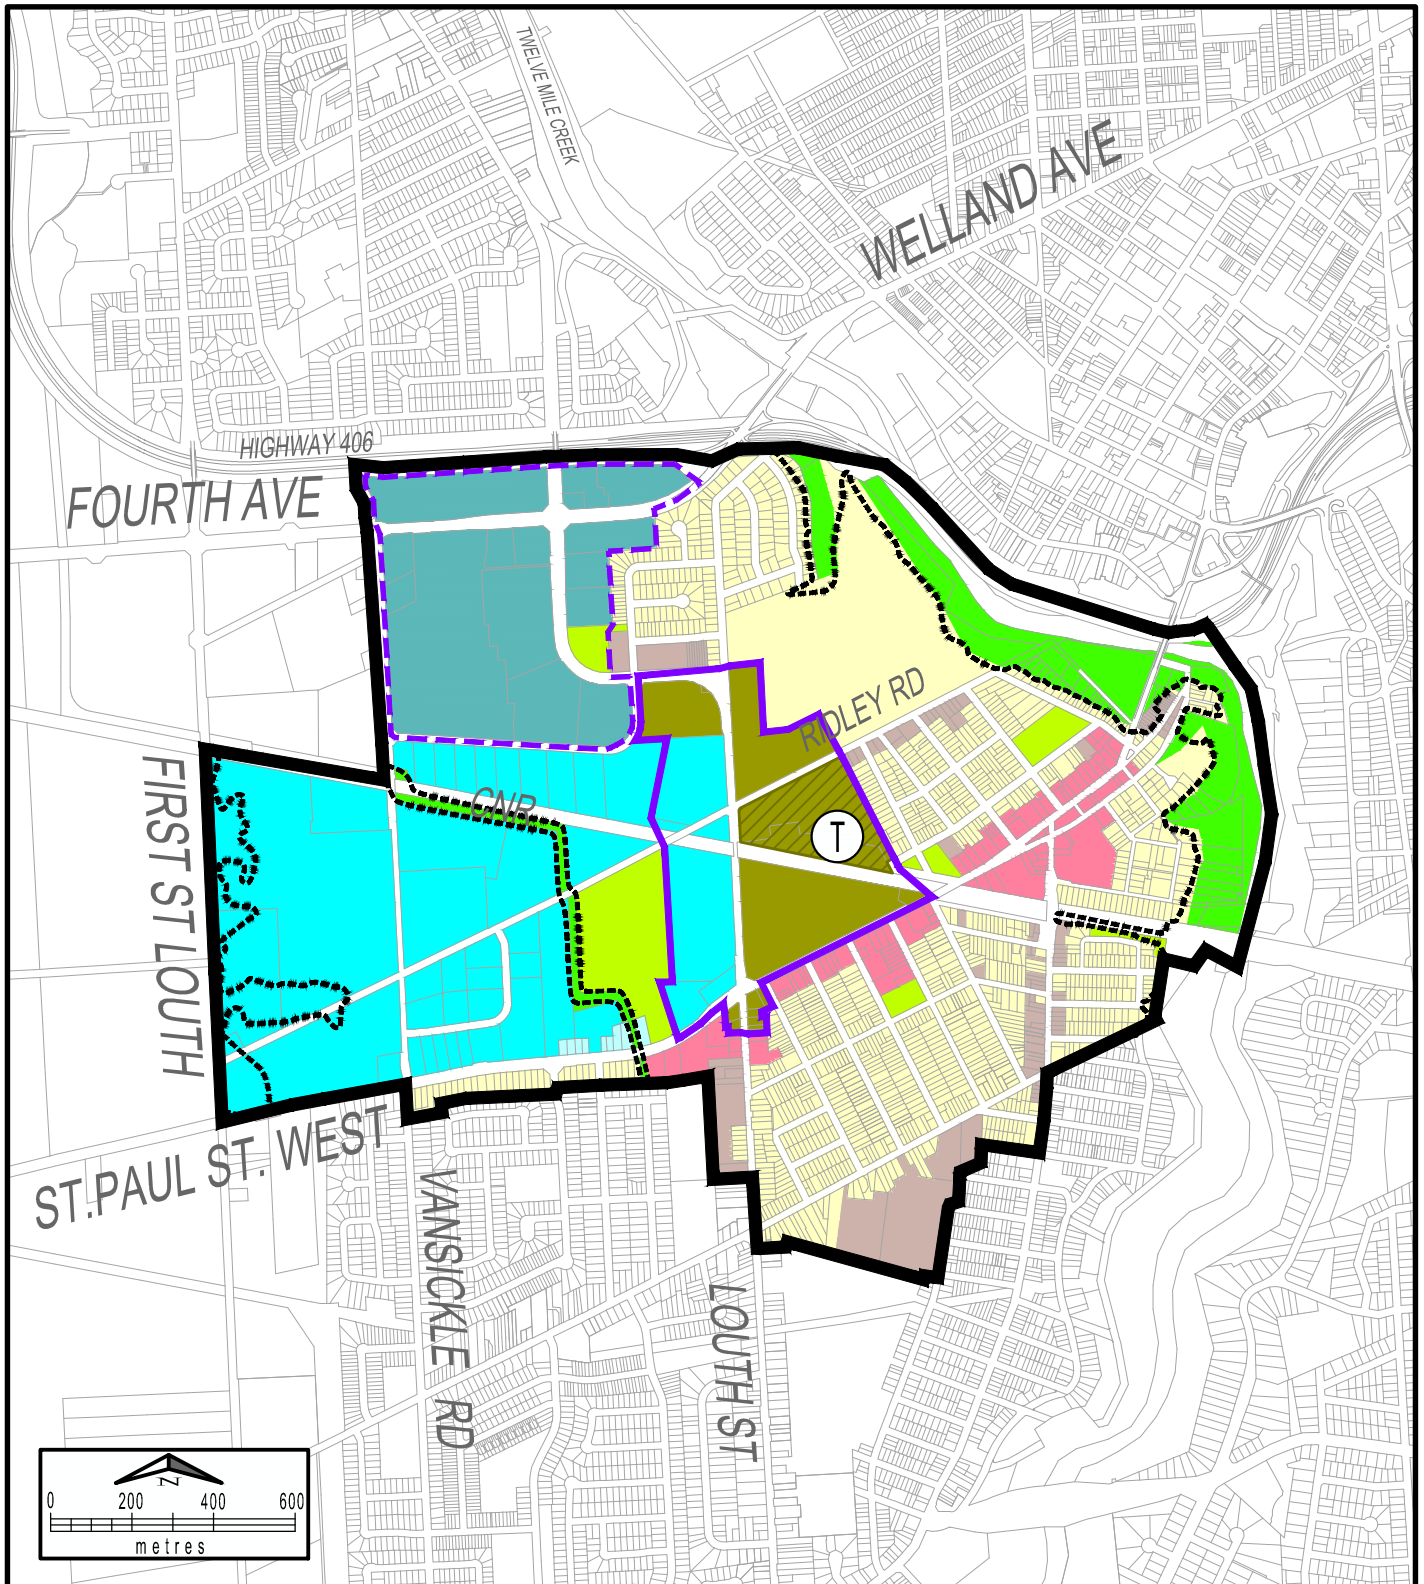 TWELVE MILE CREEK
WELLAND AVE
HIGHWAY 406
FOURTH AVE
RIDLEY RD
CNR
T
FIRST ST LOUTH
ST.PAUL ST. WEST
VANSICKLE RD
LOUTH ST
N
0 200 400 600
metres